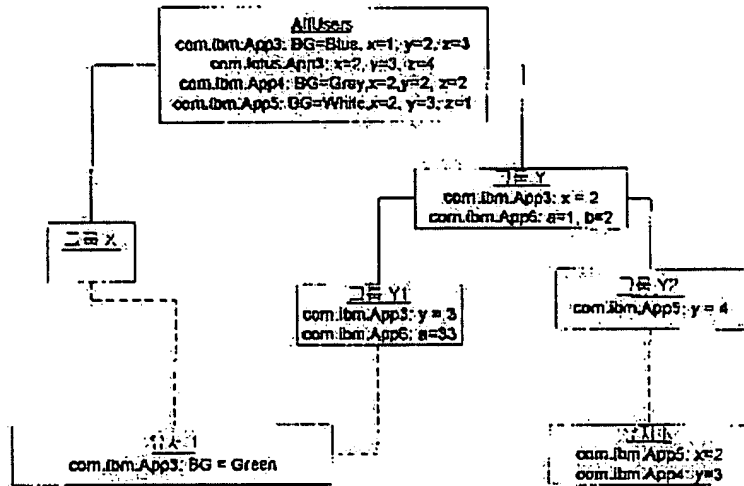 AllUsers
com.ibm.App3: BG=Blue, x=1, y=2, z=3
com.lotus.App3: x=2, y=3, z=4
com.ibm.App4: BG=Gray,x=2,y=2, z=2
com.ibm.App5: BG=White,x=2, y=3, z=1
그룹 Y
com.ibm.App3: x = 2
com.ibm.App6: a=1, b=2
그룹 X
그룹 Y1
com.ibm.App3: y = 3
com.ibm.App6: a=33
그룹 Y2
com.ibm.App5: y = 4
com.ibm.App3: BG = Green
com.ibm.App5: x=2
com.ibm.App4: y=3